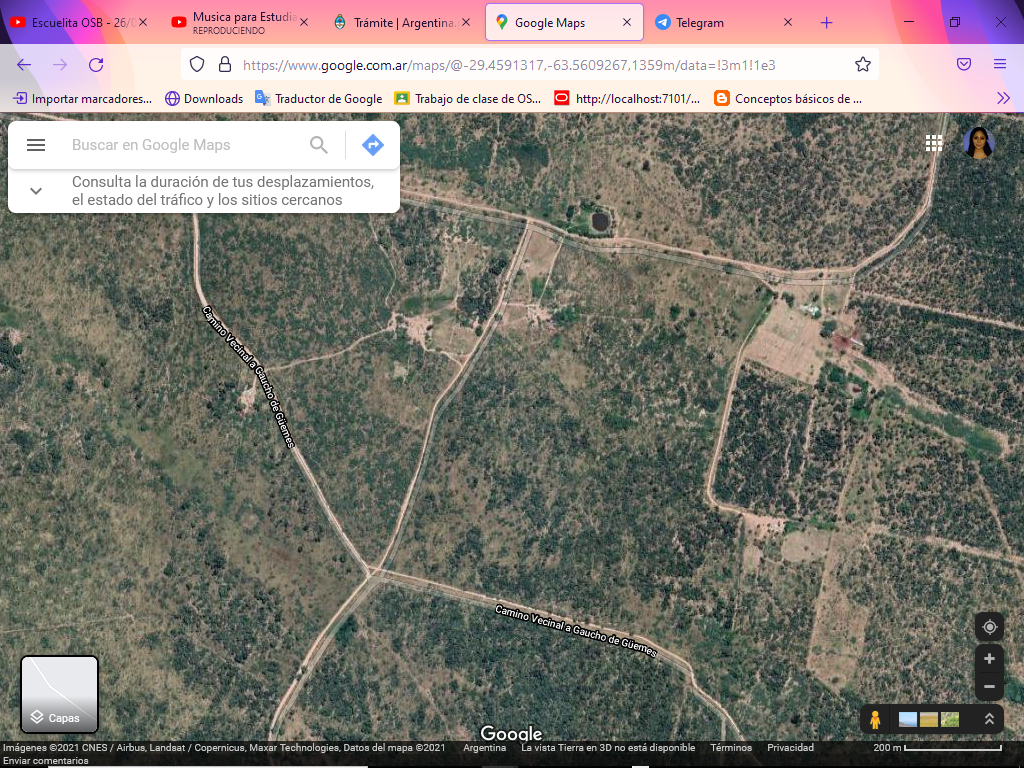 Escuelita OSB - 26/0
Musica para Estudia
REPRODUCIENDO
Trámite | Argentina.
Google Maps
Telegram
https://www.google.com.ar/maps/@-29.4591317,-63.5609267,1359m/data=!3m1!1e3
Importar marcadores...
Downloads
Traductor de Google
Trabajo de clase de OS...
http://localhost:7101/...
Conceptos básicos de ...
Buscar en Google Maps
Consulta la duración de tus desplazamientos,
el estado del tráfico y los sitios cercanos
Camino Vecinal a Gaucho de Güemes
Camino Vecinal a Gaucho de Güemes
Capas
Google
Imágenes ©2021 CNES / Airbus, Landsat / Copernicus, Maxar Technologies, Datos del mapa ©2021
Argentina
La vista Tierra en 3D no está disponible
Términos
Privacidad
200 m
Enviar comentarios